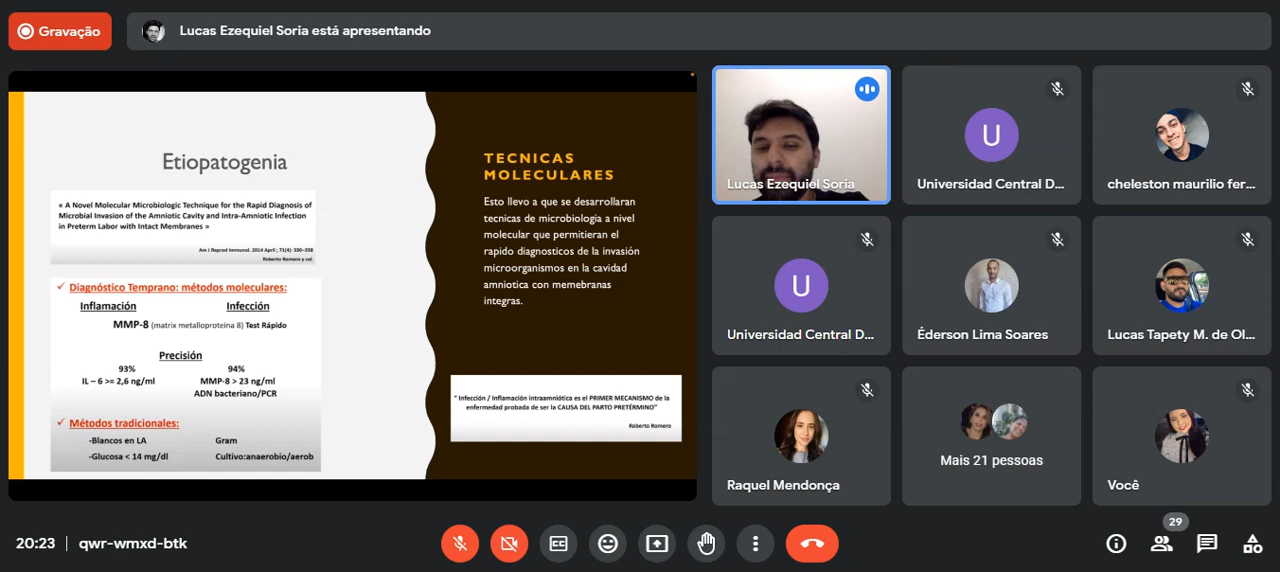 Gravação
Lucas Ezequiel Soria está apresentando
Etiopatogenia
« A Novel Molecular Microbiologic Technique for the Rapid Diagnosis of
Microbial Invasion of the Amniotic Cavity and Intra-Amniotic Infection
in Preterm Labor with Intact Membranes »
Am J Reprod Immunol. 2014 April ; 71(4): 330–358
Roberto Romero y col
✓ Diagnóstico Temprano: métodos moleculares:
Inflamación Infección
MMP-8 (matrix metalloproteína 8) Test Rápido
Precisión
93% 94%
IL – 6 >= 2,6 ng/ml MMP-8 > 23 ng/ml
ADN bacteriano/PCR
✓ Métodos tradicionales:
-Blancos en LA Gram
-Glucosa < 14 mg/dl Cultivo:anaerobio/aerob
TECNICAS
MOLECULARES
Esto llevo a que se desarrollaran
tecnicas de microbiologia a nivel
molecular que permitieran el
rapido diagnosticos de la invasión
microorganismos en la cavidad
amniotica con memebranas
integras.
" Infección / Inflamación intraamniótica es el PRIMER MECANISMO de la
enfermedad probada de ser la CAUSA DEL PARTO PRETÉRMINO"
Roberto Romero
Lucas Ezequiel Soria
U
Universidad Central D...
cheleston maurilio fer...
U
Universidad Central D...
Éderson Lima Soares
Lucas Tapety M. de Ol...
Raquel Mendonça
Mais 21 pessoas
Você
20:23 | qwr-wmxd-btk
29